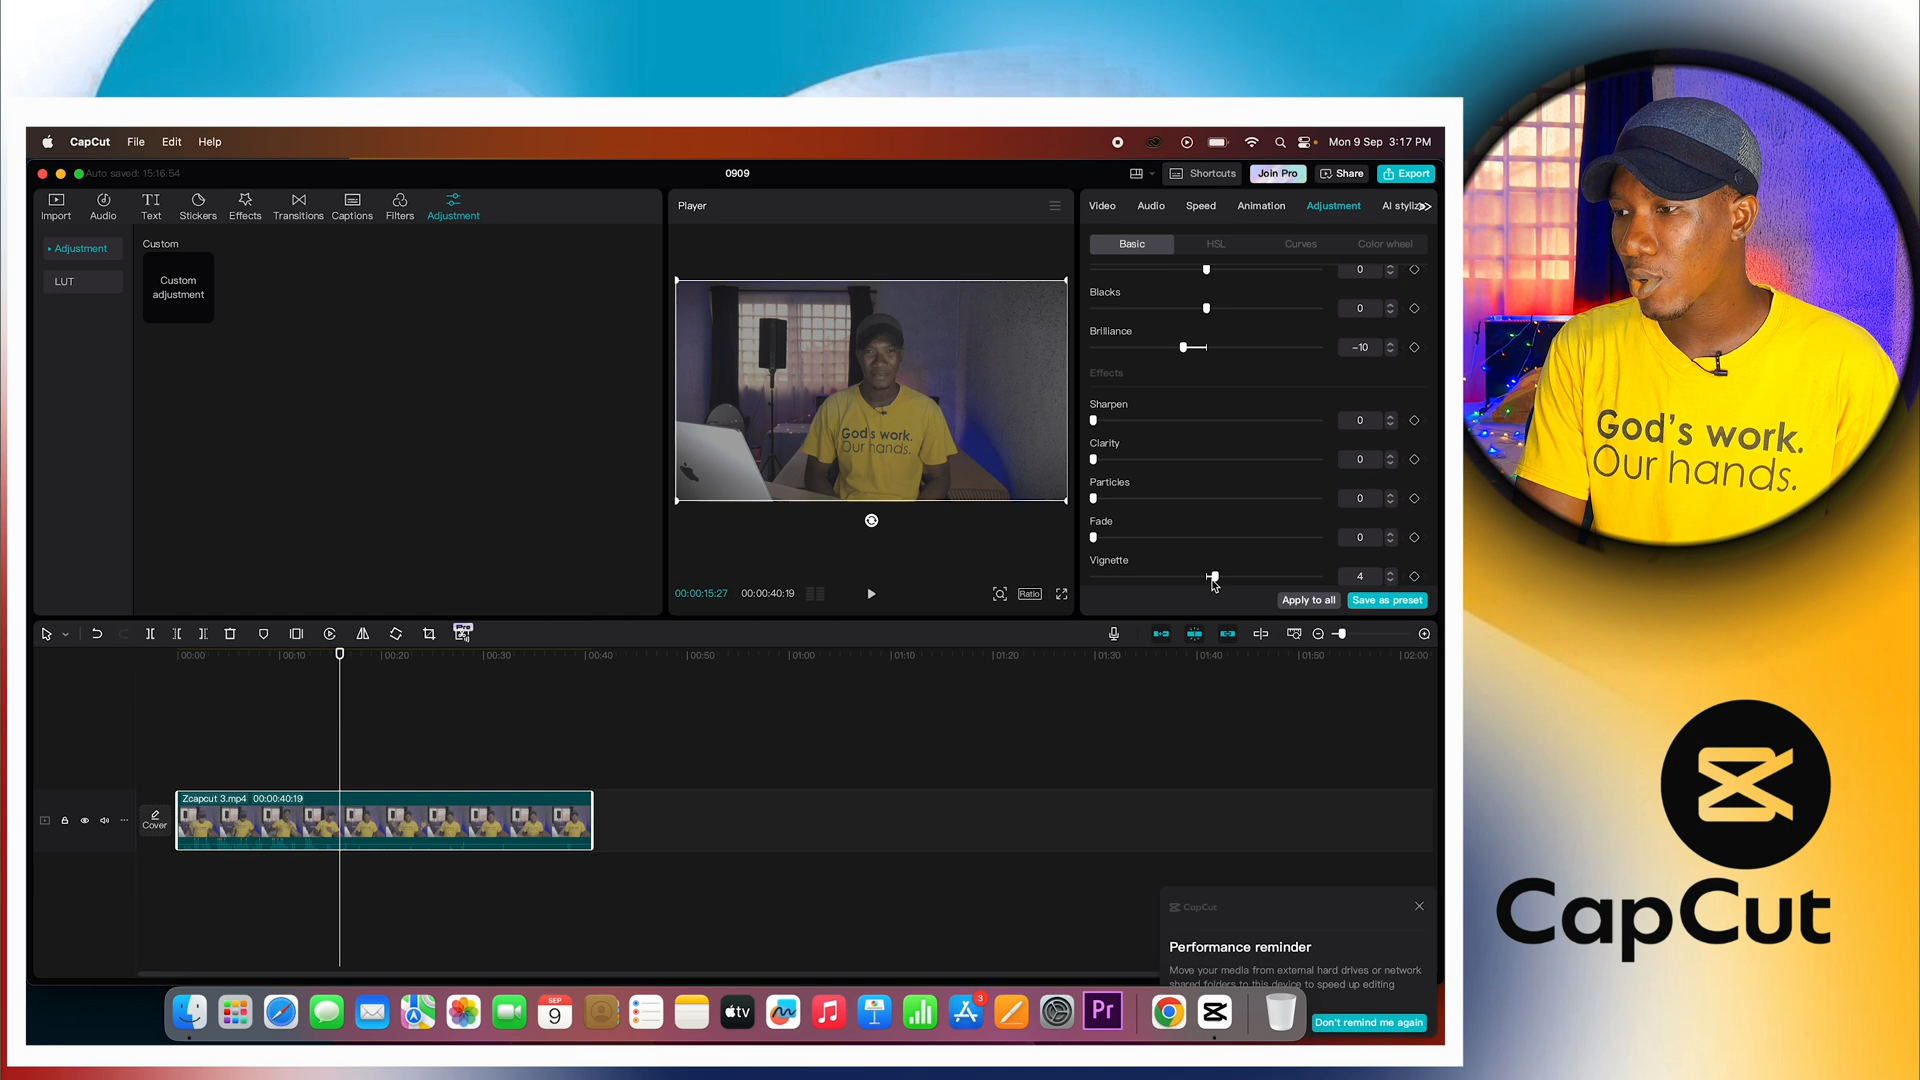 CapCut File Edit Help
Mon 9 Sep 3:17 PM
Auto saved: 15:16:54
0909
Shortcuts
Join Pro
Share
Export
Import Audio Text Stickers Effects Transitions Captions Filters Adjustment
Adjustment
LUT
Custom
Custom
adjustment
Player
00:00:15:27 00:00:40:19
Ratio
Video Audio Speed Animation Adjustment
Basic HSL Curves Color wheel
0
Blacks
0
Brilliance
-10
Effects
Sharpen
0
Clarity
0
Particles
0
Fade
0
Vignette
4
Apply to all
Save as preset
God's work.
Our hands.
Pro
00:00 00:10 00:20 00:30 00:40 00:50 01:00 01:10 01:20 01:30 01:40 01:50 02:00
Zcapcut 3.mp4 00:00:40:19
Cover
CapCut
Performance reminder
Move your media from external hard drives or network
shared folders to this device to speed up editing
Don't remind me again
SEP
9
tv
3
Pr
God's work.
Our hands.
CapCut